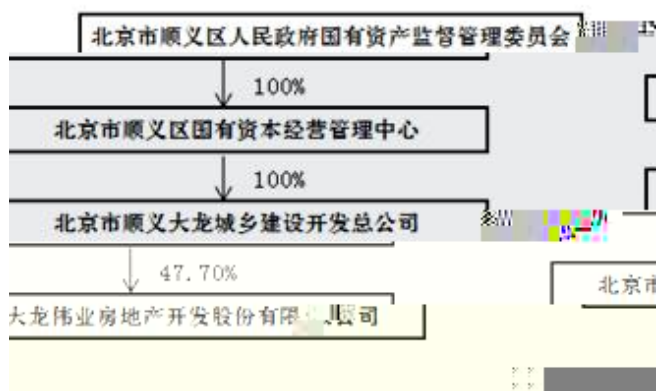 北京市顺义区人民政府国有资产监督管理委员会
100%
北京市顺义区国有资本经营管理中心
100%
北京市顺义大龙城乡建设开发总公司
47.70%
北京市
大龙伟业房地产开发股份有限公司